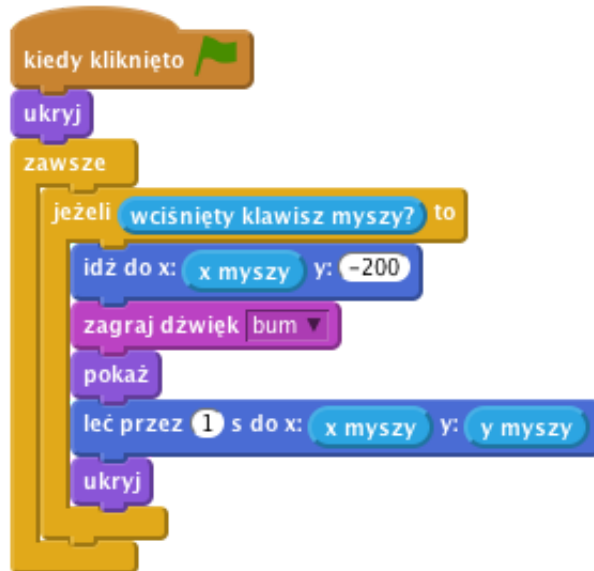 kiedy kliknięto
ukryj
zawsze
jeżeli wciśnięty klawisz myszy? to
idź do x: x myszy y: -200
zagraj dźwięk bum
pokaż
leć przez 1 s do x: x myszy y: y myszy
ukryj